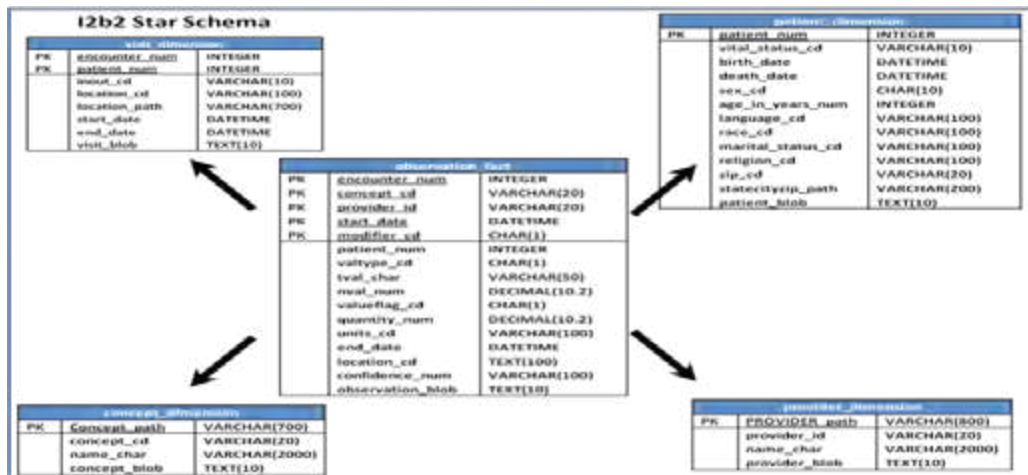 I2b2 Star Schema
visit_dimension
PK encounter_num INTEGER
PK patient_num INTEGER
inout_cd VARCHAR(10)
location_cd VARCHAR(100)
location_path VARCHAR(700)
start_date DATETIME
end_date DATETIME
visit_blob TEXT(10)
patient_dimension
PK patient_num INTEGER
vital_status_cd VARCHAR(10)
birth_date DATETIME
death_date DATETIME
sex_cd CHAR(10)
age_in_years_num INTEGER
language_cd VARCHAR(100)
race_cd VARCHAR(100)
marital_status_cd VARCHAR(100)
religion_cd VARCHAR(100)
zip_cd VARCHAR(20)
statecityzip_path VARCHAR(200)
patient_blob TEXT(10)
observation_fact
PK encounter_num INTEGER
PK concept_cd VARCHAR(20)
PK provider_id VARCHAR(20)
PK start_date DATETIME
PK modifier_cd CHAR(1)
patient_num INTEGER
valtype_cd CHAR(1)
tval_char VARCHAR(50)
nval_num DECIMAL(10.2)
valueflag_cd CHAR(1)
quantity_num DECIMAL(10.2)
units_cd VARCHAR(100)
end_date DATETIME
location_cd TEXT(100)
confidence_num VARCHAR(100)
observation_blob TEXT(10)
concept_dimension
PK Concept_path VARCHAR(700)
concept_cd VARCHAR(20)
name_char VARCHAR(2000)
concept_blob TEXT(10)
provider_dimension
PK PROVIDER_path VARCHAR(800)
provider_id VARCHAR(20)
name_char VARCHAR(2000)
provider_blob TEXT(10)